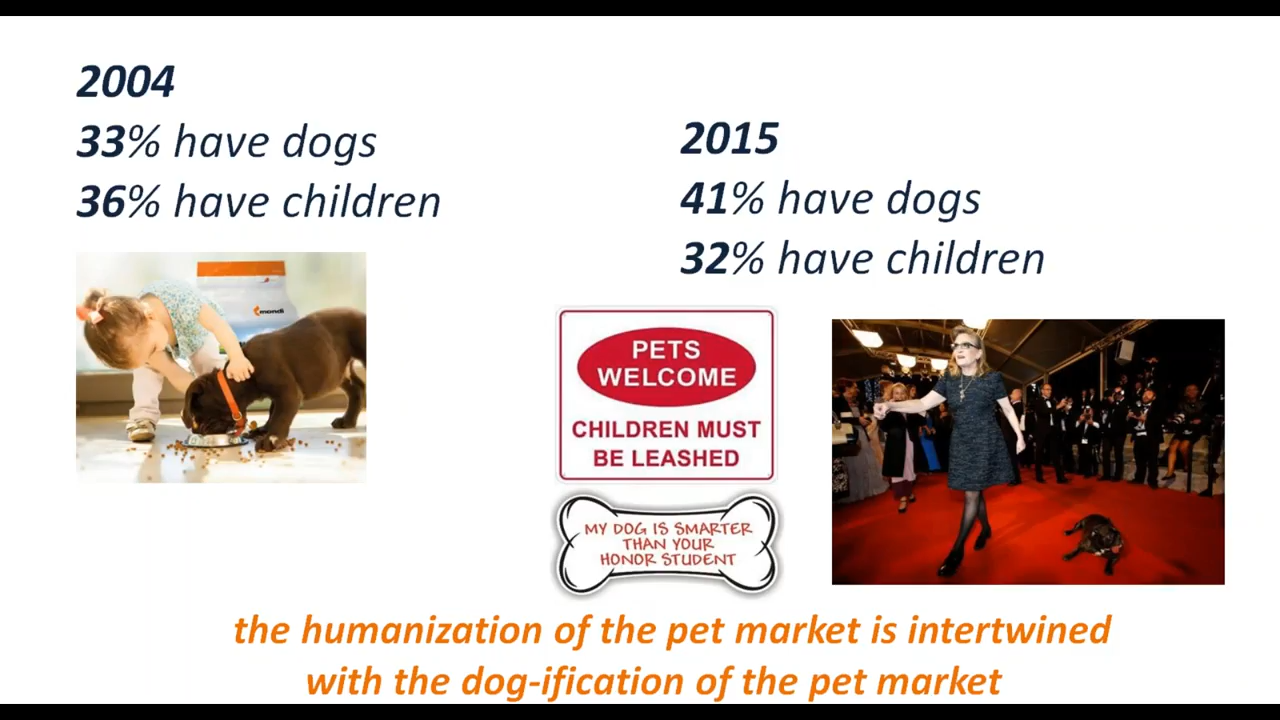 2004
33% have dogs
36% have children
2015
41% have dogs
32% have children
mondi
PETS
WELCOME
CHILDREN MUST
BE LEASHED
MY DOG IS SMARTER
THAN YOUR
HONOR STUDENT
the humanization of the pet market is intertwined
with the dog-ification of the pet market